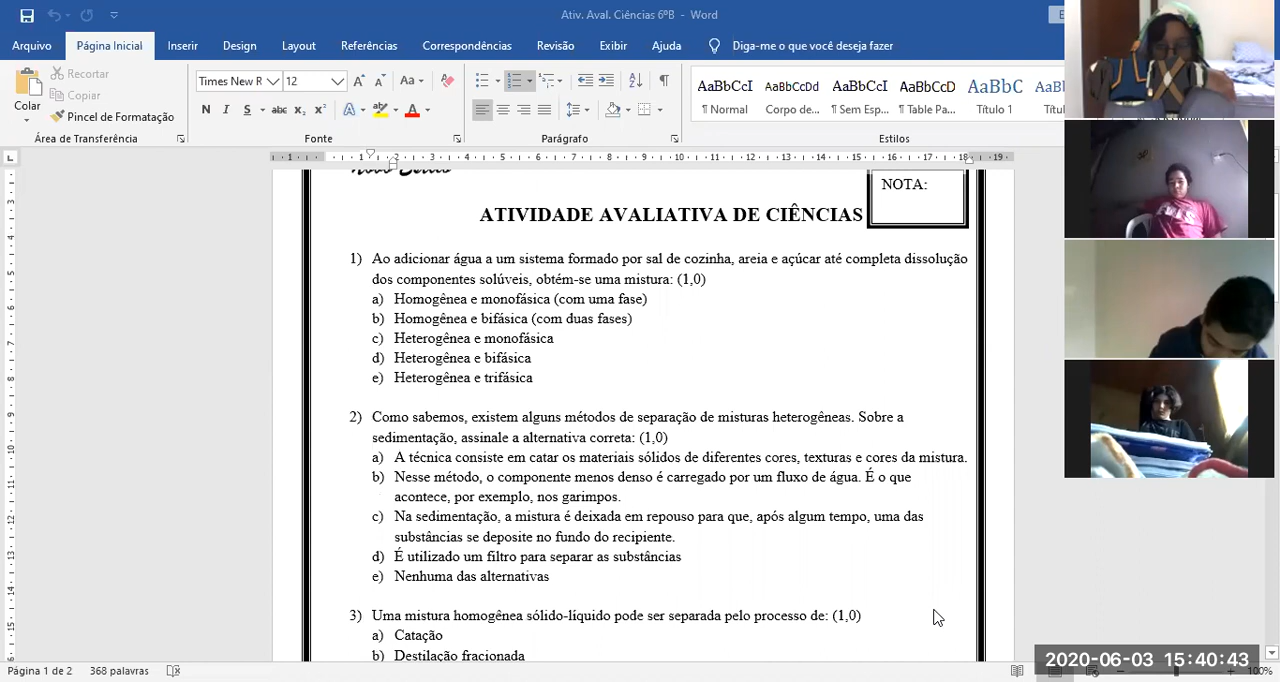 Ativ. Aval. Ciências 6ºB - Word
Arquivo Página Inicial Inserir Design Layout Referências Correspondências Revisão Exibir Ajuda Diga-me o que você deseja fazer
Colar
Recortar
Copiar
Pincel de Formatação
Área de Transferência
Times New R 12
N I S abc x₂ x²
Fonte
Parágrafo
AaBbCcI AaBbCcDd AaBbCcI AaBbCcD AaBbC AaBbC
¶ Normal Corpo de... ¶ Sem Esp... ¶ Table Pa... Título 1
Estilos
NOTA:
ATIVIDADE AVALIATIVA DE CIÊNCIAS
1) Ao adicionar água a um sistema formado por sal de cozinha, areia e açúcar até completa dissolução
dos componentes solúveis, obtém-se uma mistura: (1,0)
a) Homogênea e monofásica (com uma fase)
b) Homogênea e bifásica (com duas fases)
c) Heterogênea e monofásica
d) Heterogênea e bifásica
e) Heterogênea e trifásica
2) Como sabemos, existem alguns métodos de separação de misturas heterogêneas. Sobre a
sedimentação, assinale a alternativa correta: (1,0)
a) A técnica consiste em catar os materiais sólidos de diferentes cores, texturas e cores da mistura.
b) Nesse método, o componente menos denso é carregado por um fluxo de água. É o que
acontece, por exemplo, nos garimpos.
c) Na sedimentação, a mistura é deixada em repouso para que, após algum tempo, uma das
substâncias se deposite no fundo do recipiente.
d) É utilizado um filtro para separar as substâncias
e) Nenhuma das alternativas
3) Uma mistura homogênea sólido-líquido pode ser separada pelo processo de: (1,0)
a) Catação
b) Destilação fracionada
Página 1 de 2 368 palavras
2020-06-03 15:40:43
100%